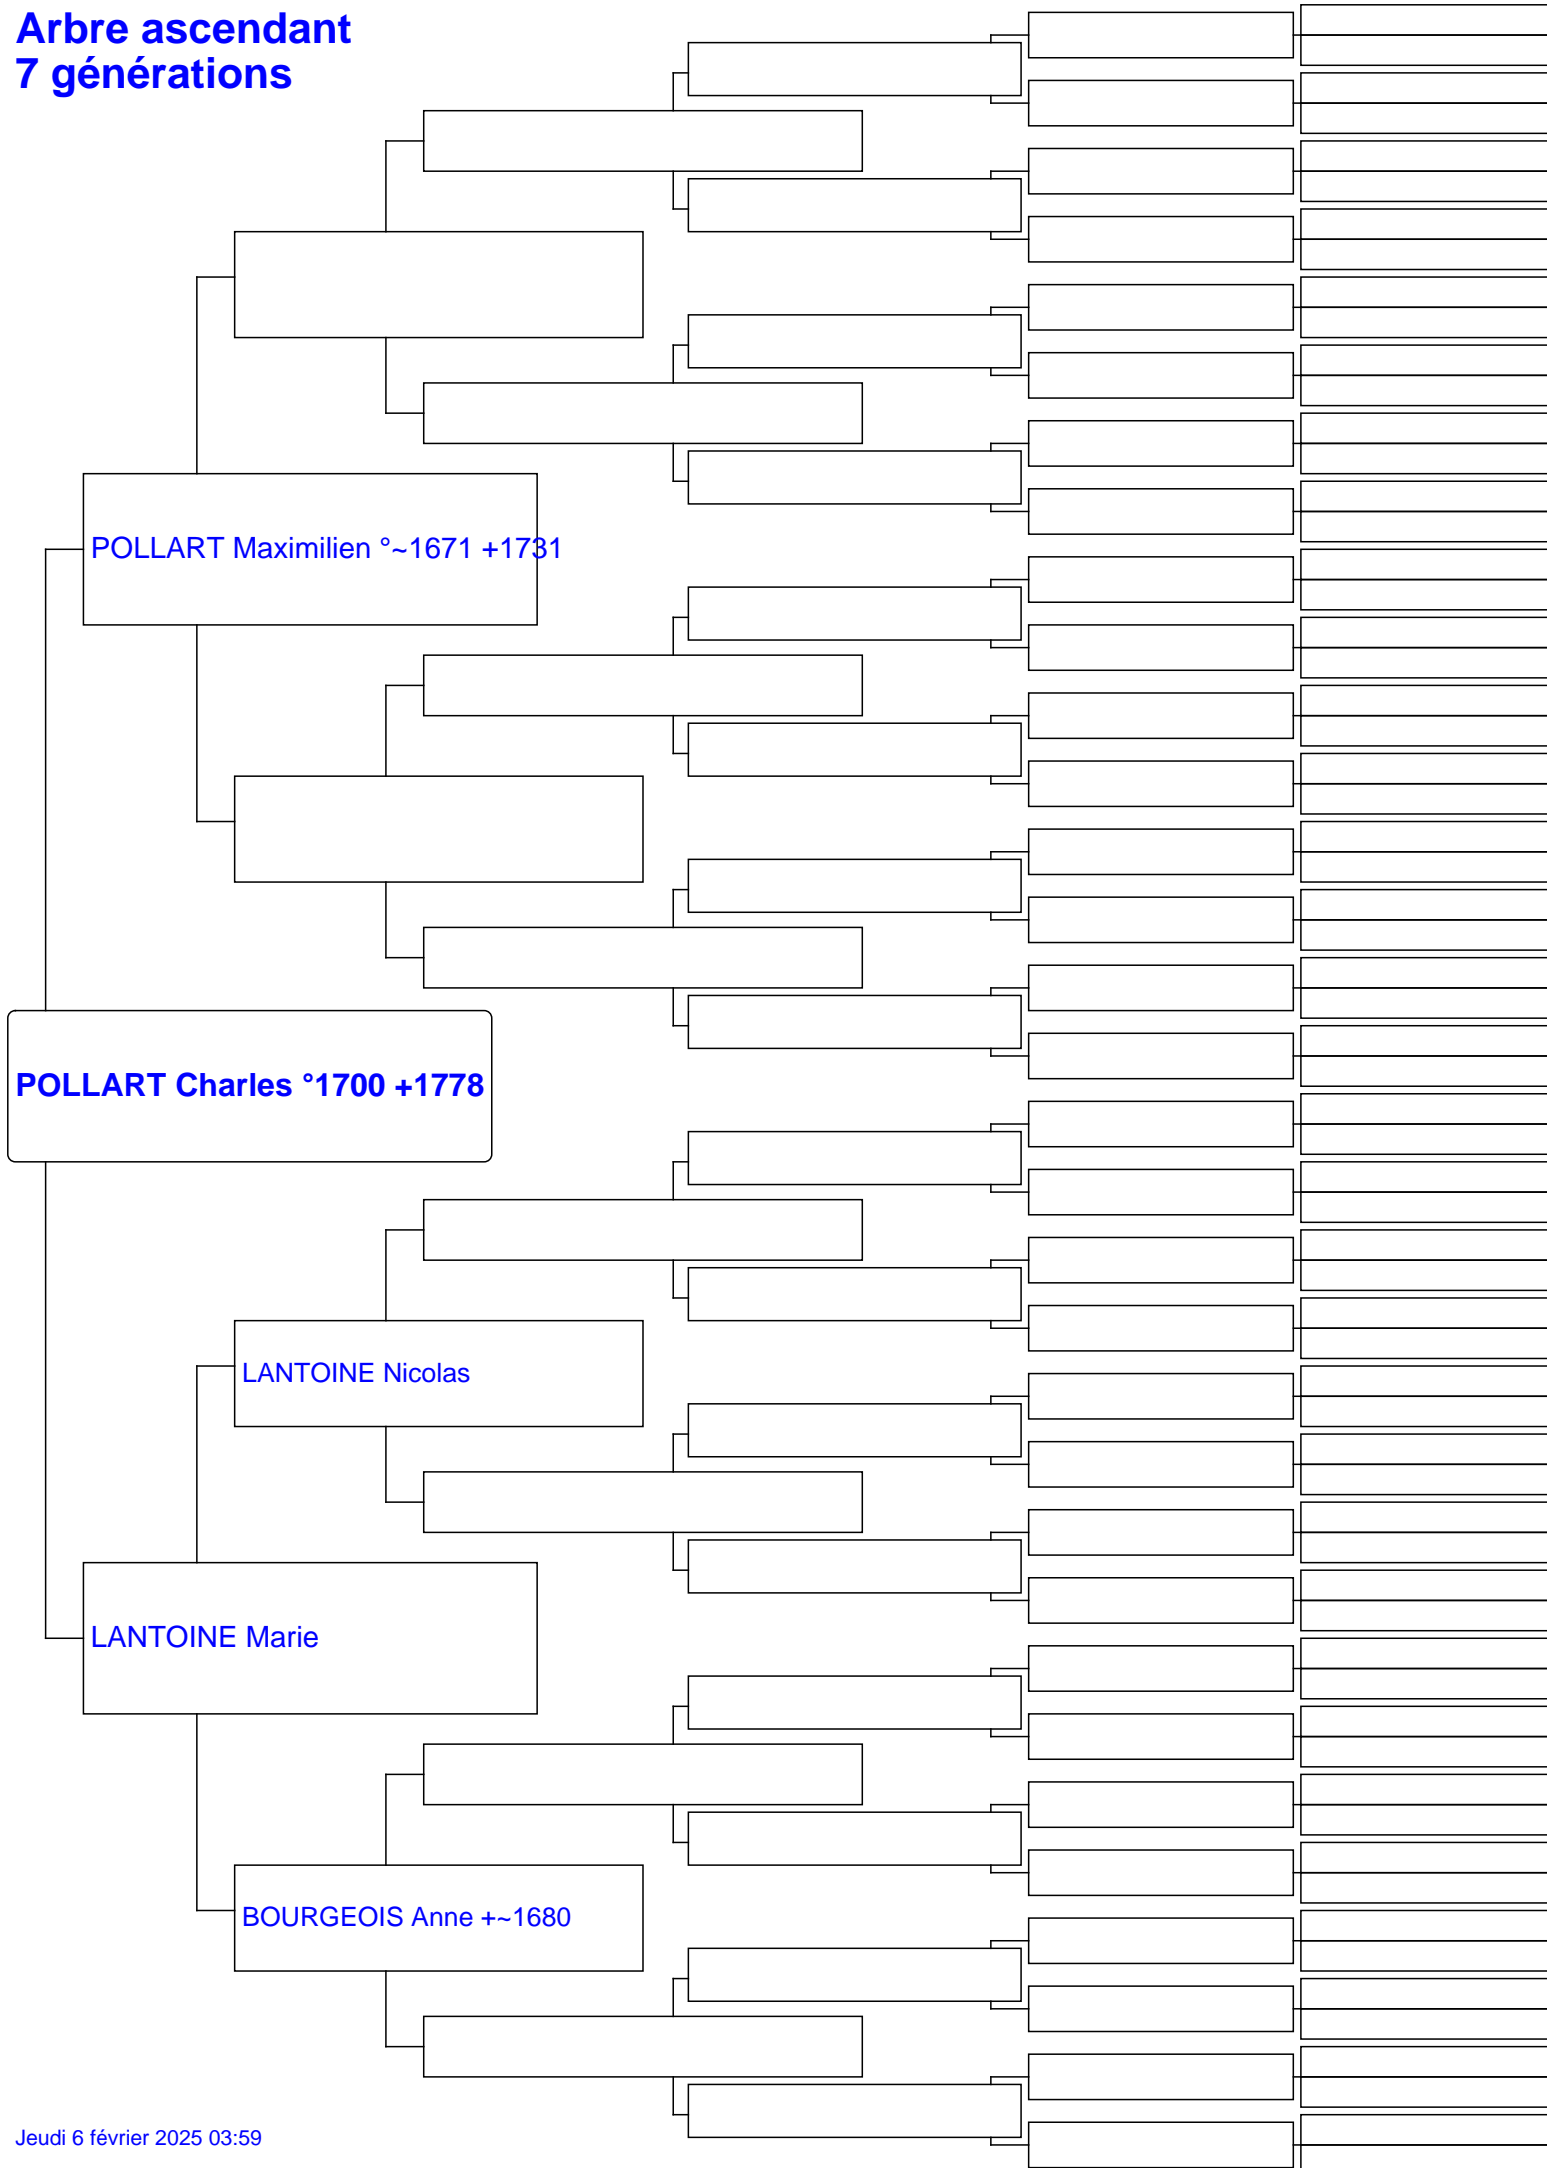 Arbre ascendant
7 générations
POLLART Maximilien °~1671 +1731
POLLART Charles °1700 +1778
LANTOINE Nicolas
LANTOINE Marie
BOURGEOIS Anne +~1680
Jeudi 6 février 2025 03:59